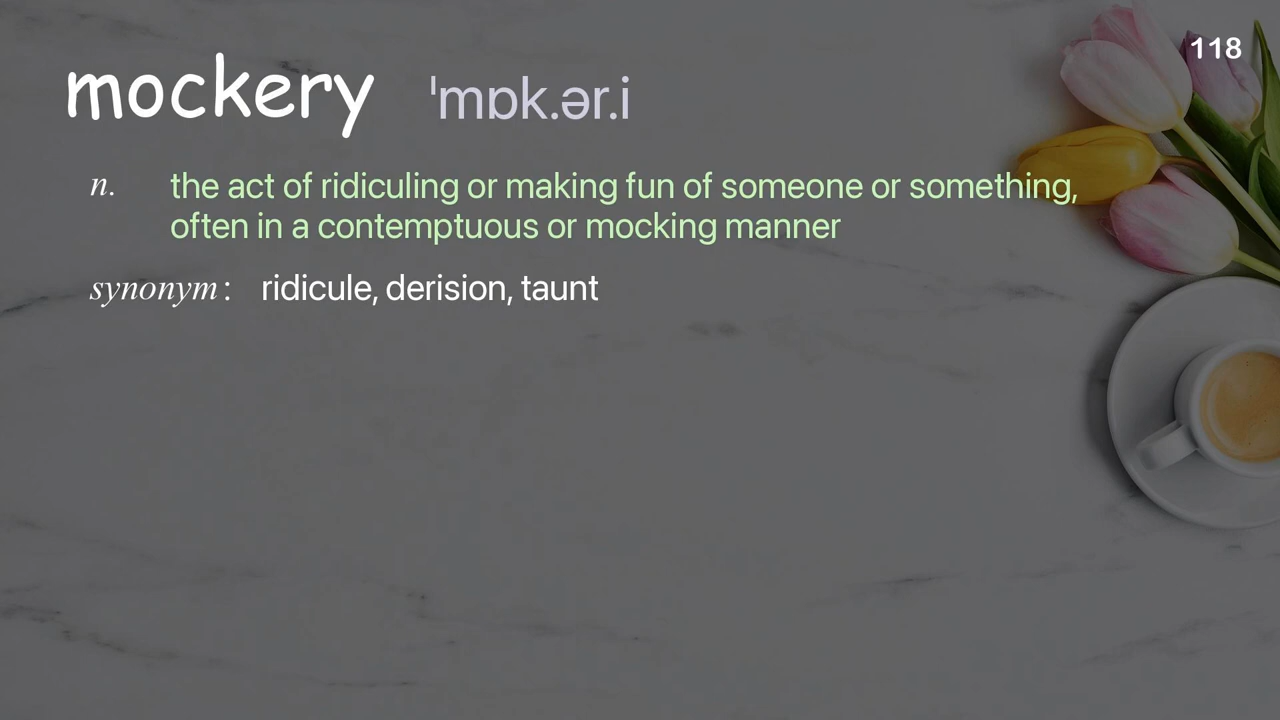 118
mockery ˈmɒk.ər.i
n. the act of ridiculing or making fun of someone or something,
often in a contemptuous or mocking manner
synonym: ridicule, derision, taunt